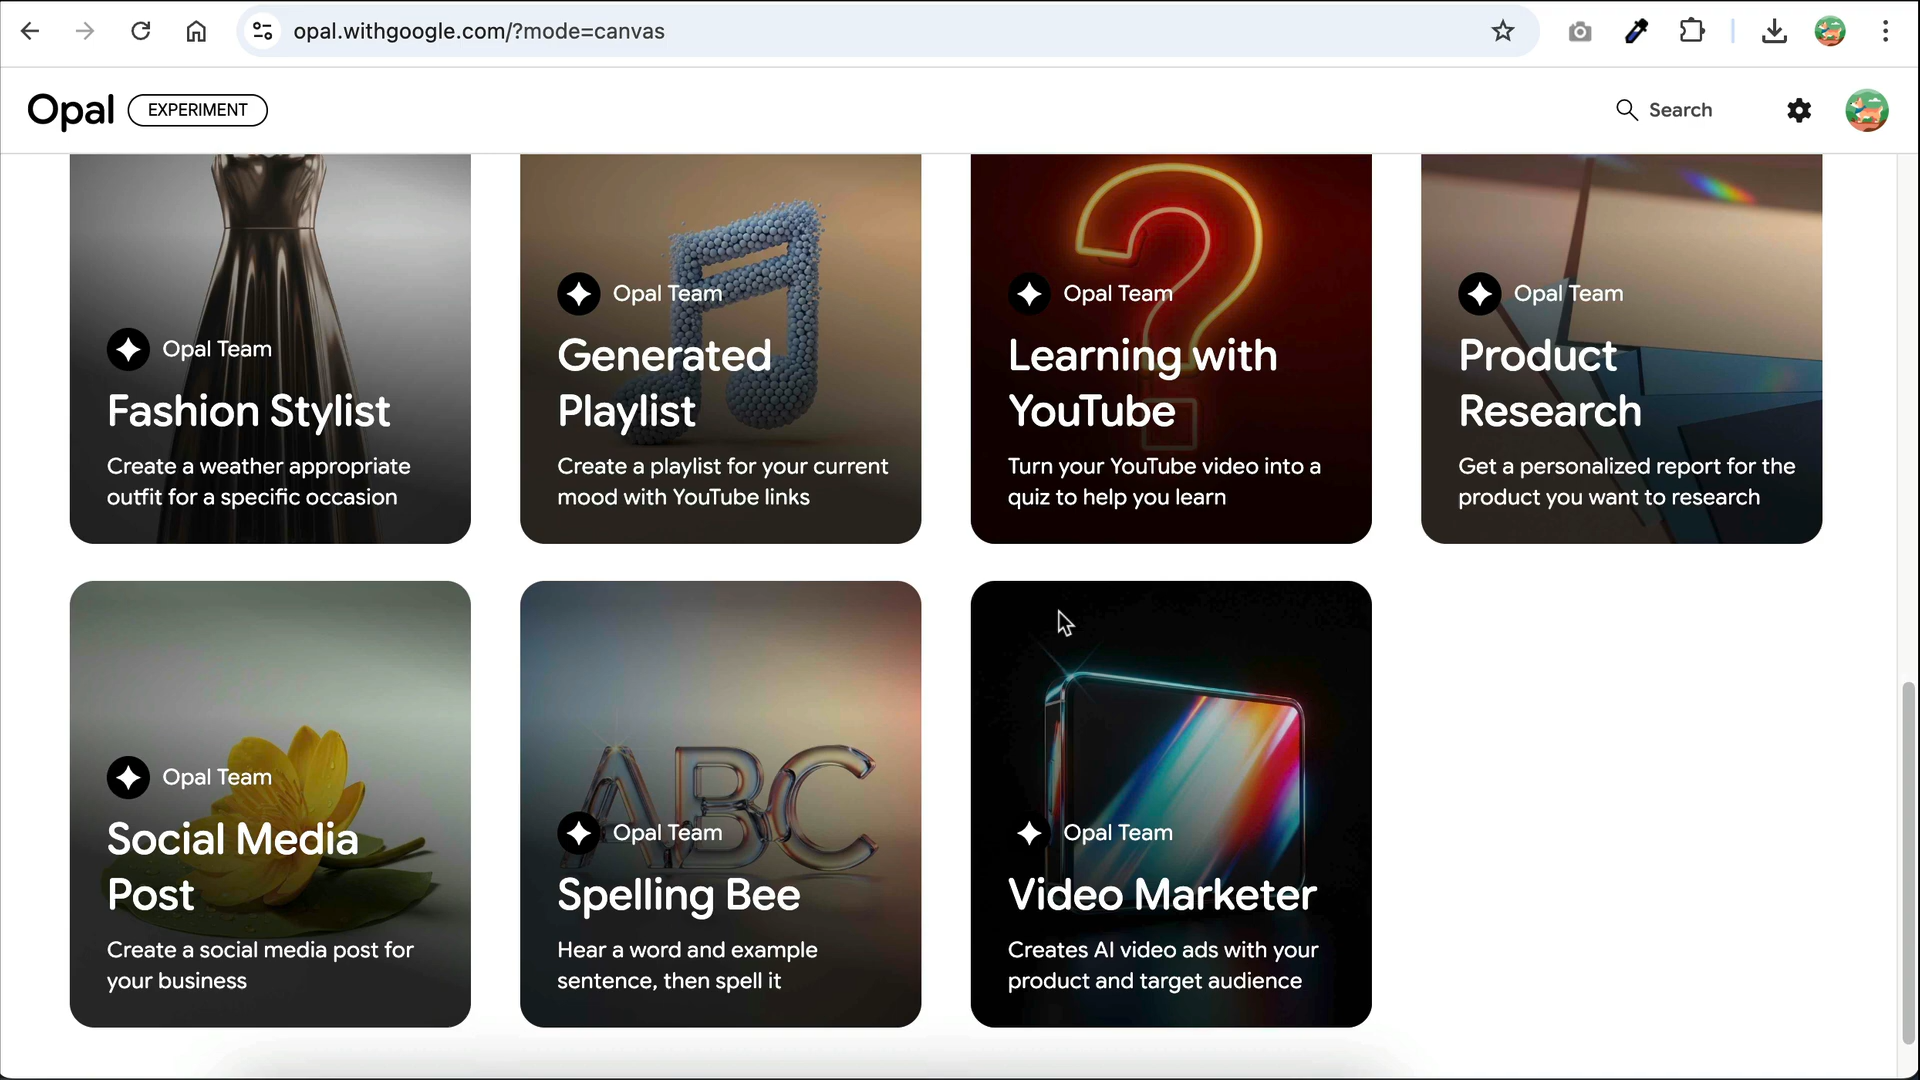 opal.withgoogle.com/?mode=canvas
Opal EXPERIMENT
Search
Opal Team
Fashion Stylist
Create a weather appropriate
outfit for a specific occasion
Opal Team
Generated
Playlist
Create a playlist for your current
mood with YouTube links
Opal Team
Learning with
YouTube
Turn your YouTube video into a
quiz to help you learn
Opal Team
Product
Research
Get a personalized report for the
product you want to research
Opal Team
Social Media
Post
Create a social media post for
your business
ABC
Opal Team
Spelling Bee
Hear a word and example
sentence, then spell it
Opal Team
Video Marketer
Creates AI video ads with your
product and target audience